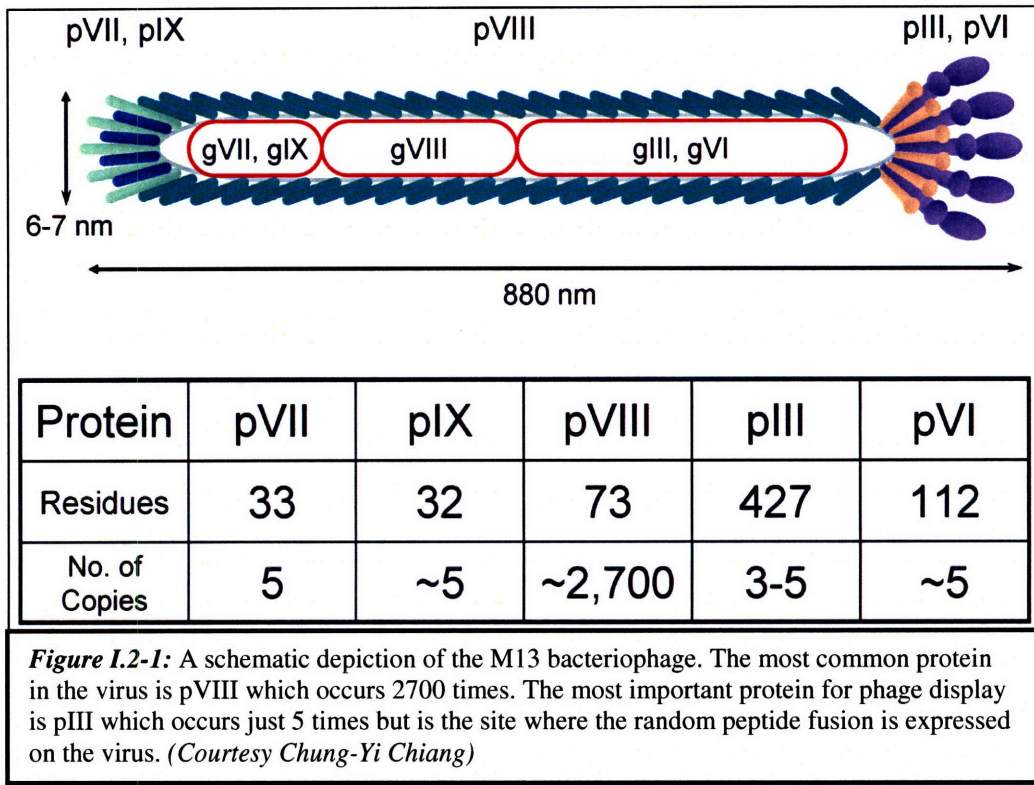 pVII, pIX pVIII pIII, pVI
gVII, gIX gVIII gIII, gVI
6-7 nm
880 nm
Protein pVII pIX pVIII pIII pVI
Residues 33 32 73 427 112
No. of
Copies 5 ~5 ~2,700 3-5 ~5
Figure I.2-1: A schematic depiction of the M13 bacteriophage. The most common protein
in the virus is pVIII which occurs 2700 times. The most important protein for phage display
is pIII which occurs just 5 times but is the site where the random peptide fusion is expressed
on the virus. (Courtesy Chung-Yi Chiang)